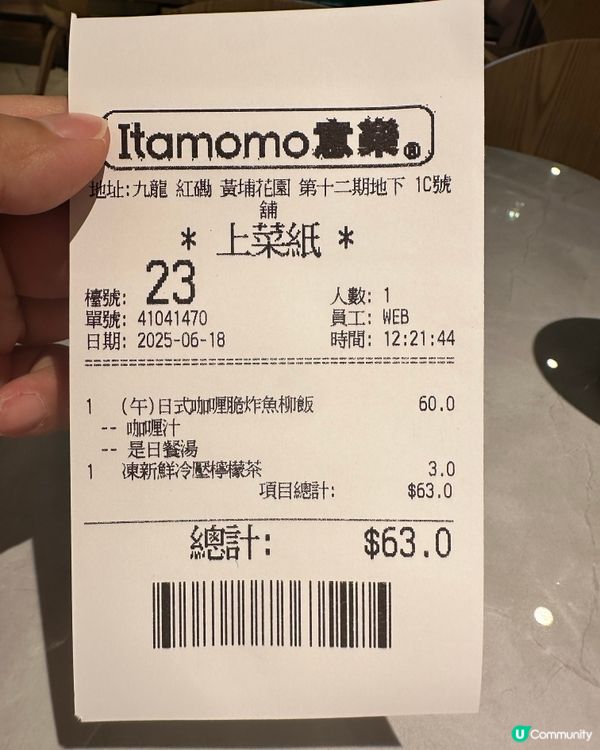 Itamomo意樂®
地址:九龍 紅磡 黃埔花園 第十二期地下 1C號
舖
* 上菜紙 *
檯號: 23 人數: 1
單號: 41041470 員工: WEB
日期: 2025-06-18 時間: 12:21:44
1 (午)日式咖喱脆炸魚柳飯 60.0
-- 咖喱汁
-- 是日餐湯
1 凍新鮮冷壓檸檬茶 3.0
項目總計: $63.0
總計: $63.0
U Community